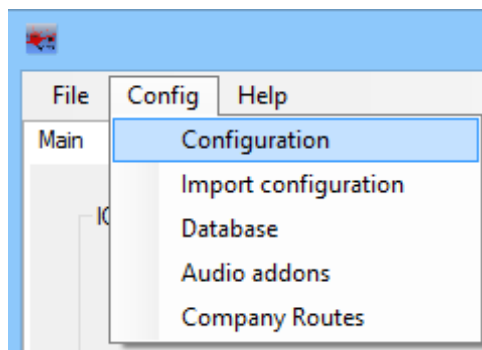 File Config Help
Main
Configuration
Import configuration
Database
Audio addons
Company Routes